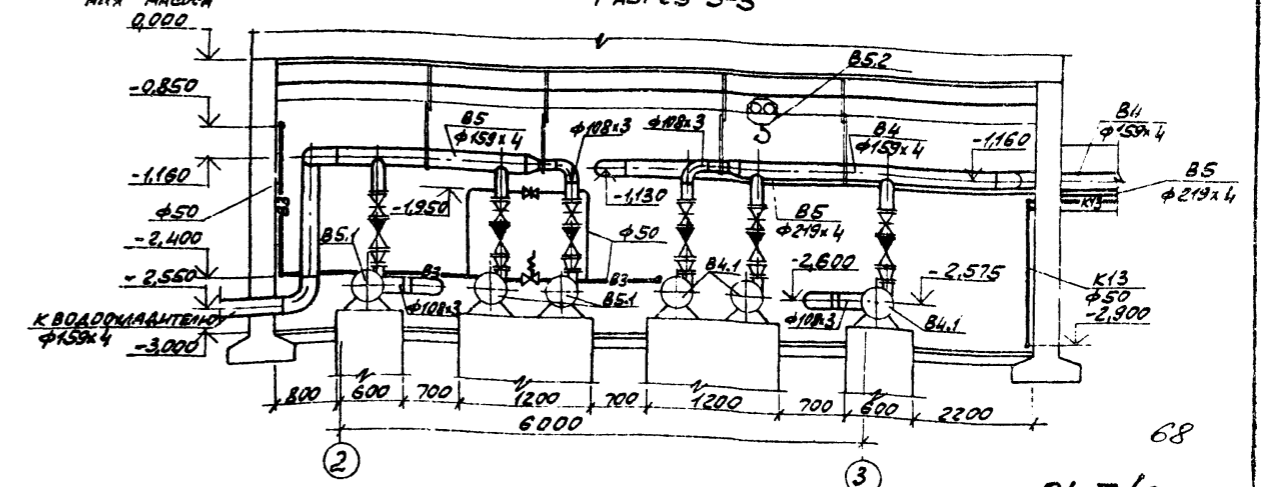 РАЗРЕЗ 3-3
0,000
-0,850
-1,160
ф50
-2,400
-2,550
К ВОДООХЛАДИТЕЛЮ
ф159х4
-3,000
В3
В5
ф159х4
ф108х3
ф108х3
В5.2
В4
ф159х4
-1,160
В4
ф159х4
В5
ф219х4
К13
-1,950
-1,130
В5
ф219х4
ф50
В5.1
В3
ф108х3
В5.1
В3
В4.1
-2,600
ф108х3
-2,575
В4.1
К13
ф50
-2,900
800
600
700
1200
700
1200
700
600
2200
6000
2
3
68